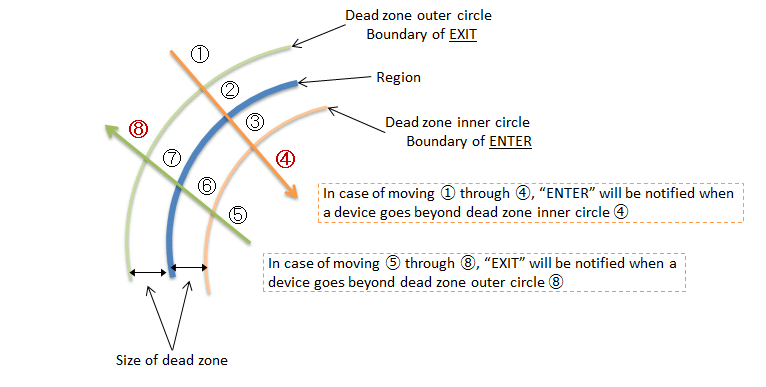 Dead zone outer circle
Boundary of EXIT
①
Region
②
③
Dead zone inner circle
Boundary of ENTER
⑧
④
⑦
⑥
In case of moving ① through ④, “ENTER” will be notified when
a device goes beyond dead zone inner circle ④
⑤
In case of moving ⑤ through ⑧, “EXIT” will be notified when a
device goes beyond dead zone outer circle ⑧
Size of dead zone